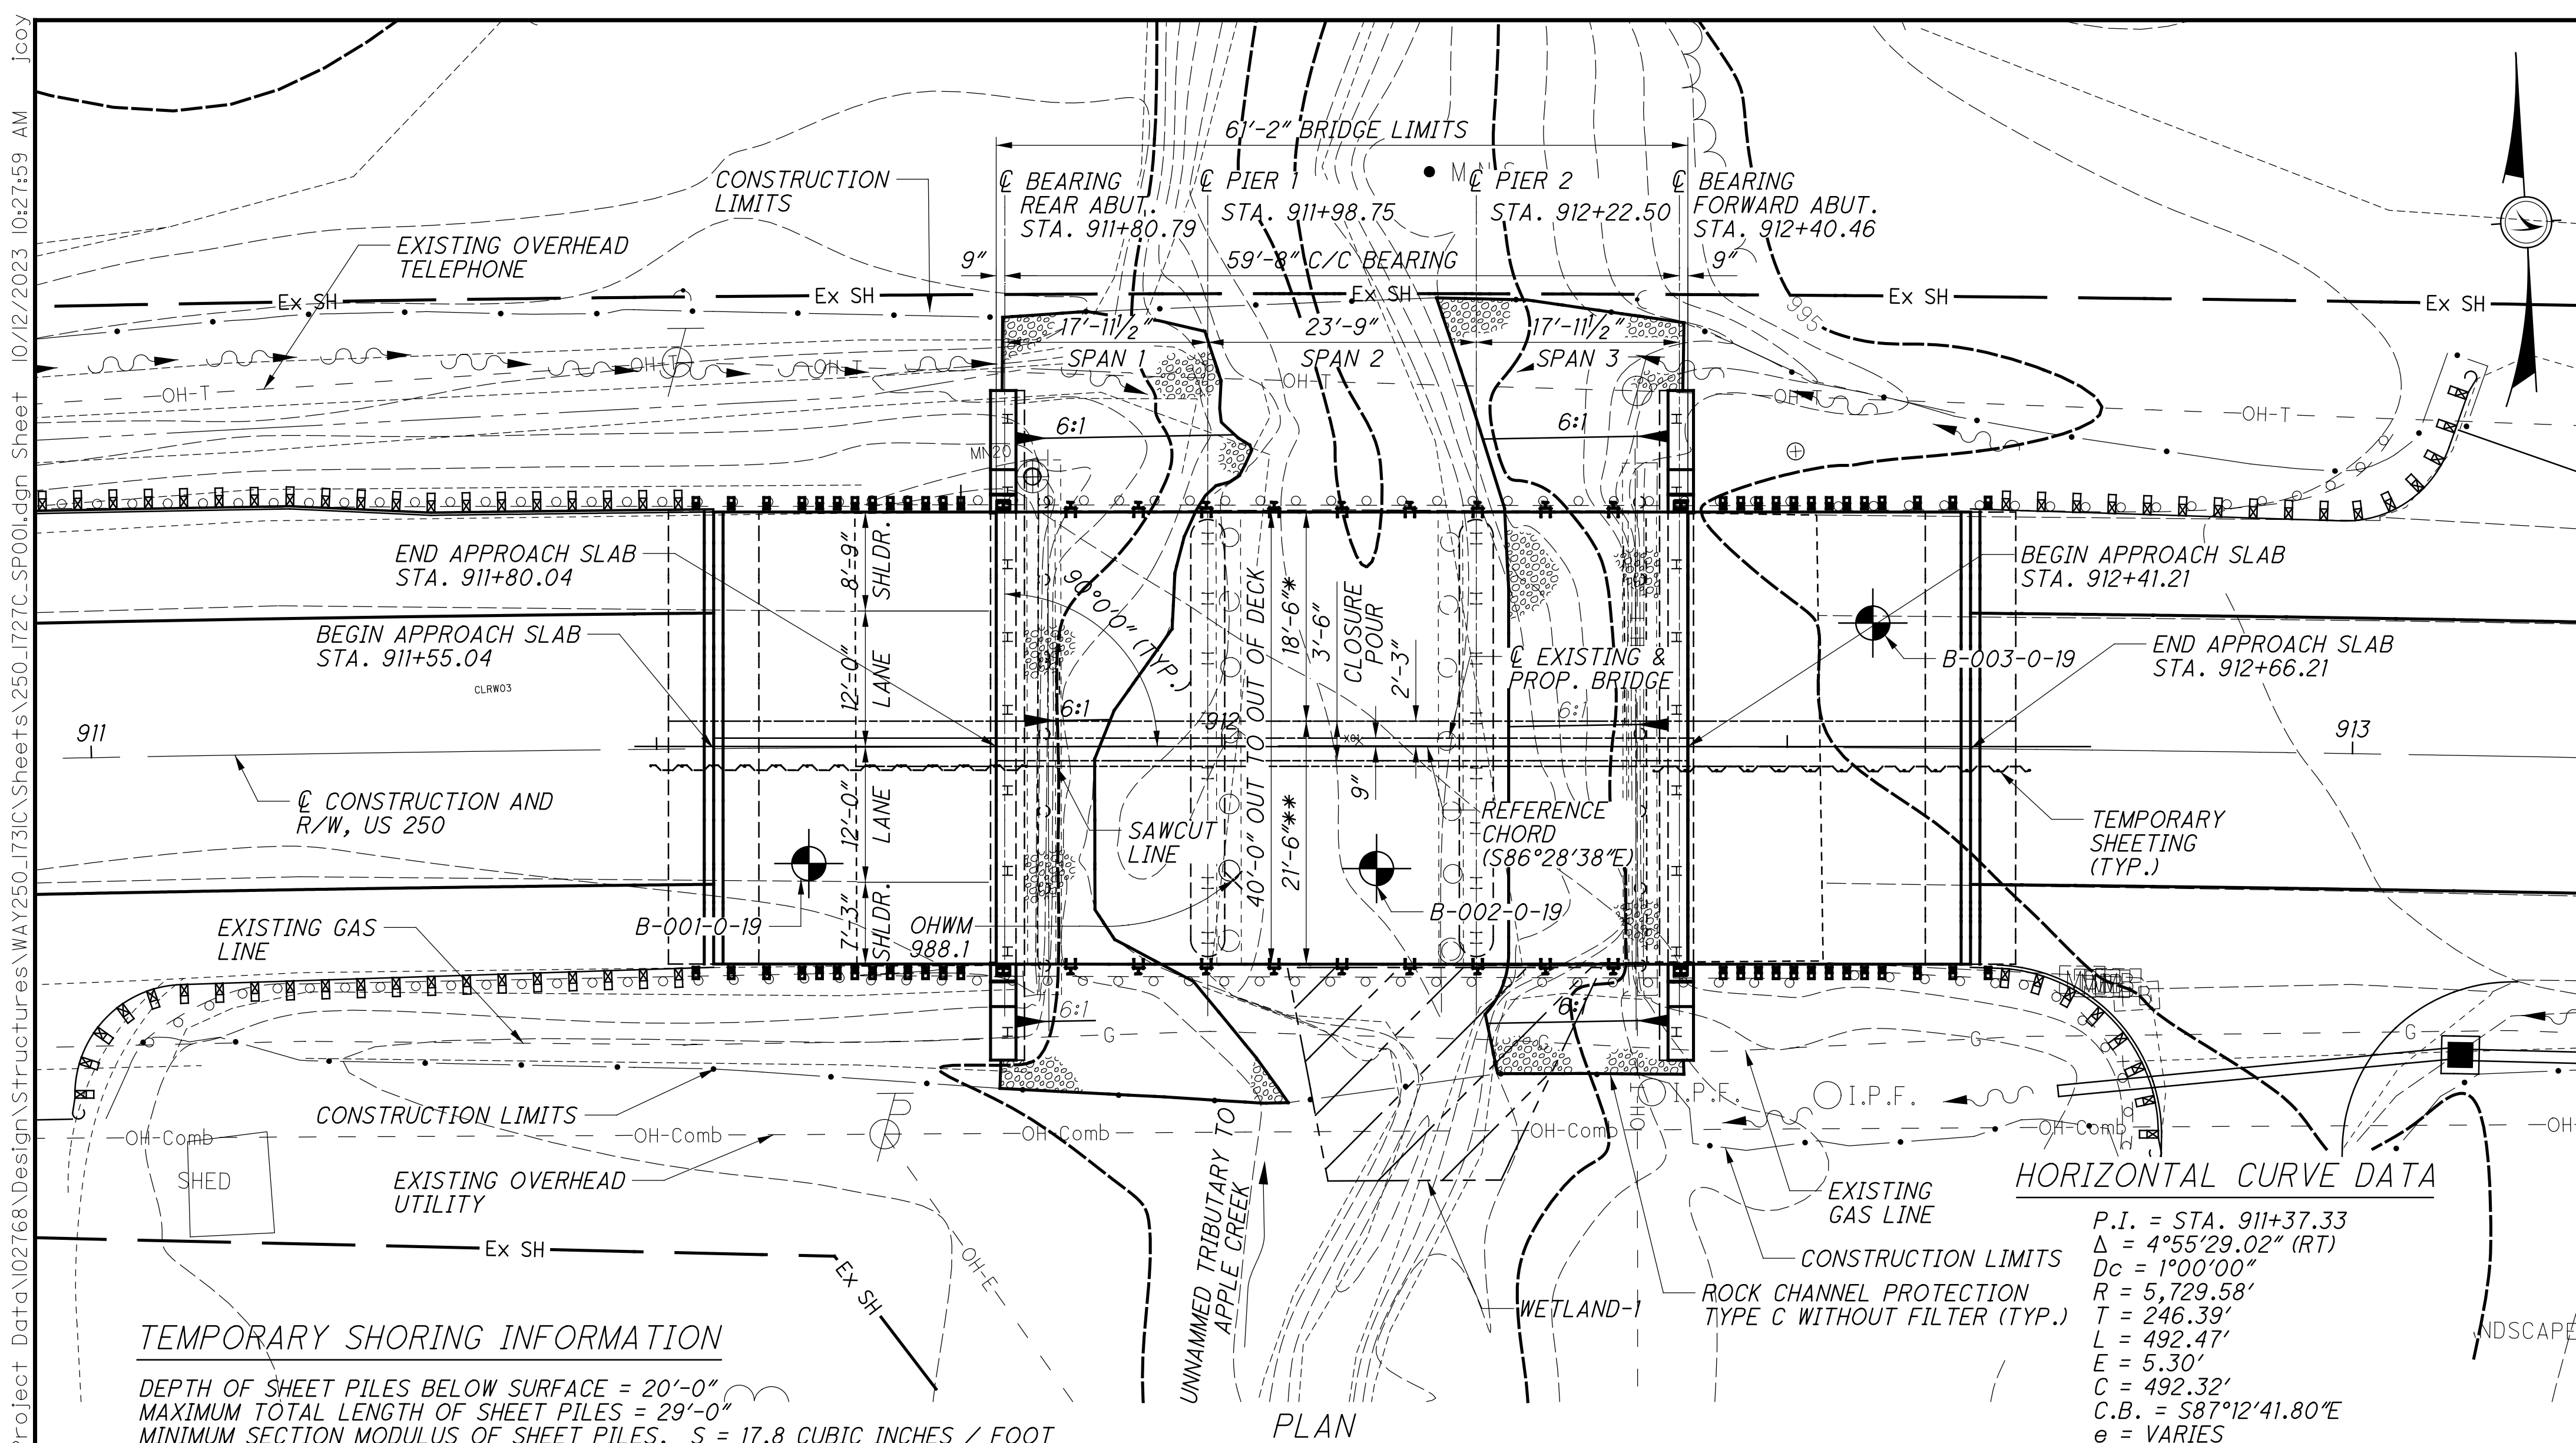 jcoy
10/12/2023 10:27:59 AM
Sheet
Project Data\102768\Design\Structures\WAY250_1731C\Sheets\250_1727C_SP001.dgn
61'-2" BRIDGE LIMITS
CONSTRUCTION
LIMITS
℄ BEARING
REAR ABUT.
STA. 911+80.79
℄ PIER 1
STA. 911+98.75
℄ PIER 2
STA. 912+22.50
℄ BEARING
FORWARD ABUT.
STA. 912+40.46
EXISTING OVERHEAD
TELEPHONE
9"
59'-8" C/C BEARING
9"
Ex SH
Ex SH
Ex SH
Ex SH
Ex SH
995
17'-11 1/2"
SPAN 1
23'-9"
SPAN 2
17'-11 1/2"
SPAN 3
OH-T
OH-T
OH-T
OH-T
OH-T
OH-T
6:1
6:1
MN20
END APPROACH SLAB
STA. 911+80.04
BEGIN APPROACH SLAB
STA. 911+55.04
CLRW03
8'-9"
SHLDR.
12'-0"
LANE
12'-0"
LANE
7'-3"
SHLDR.
90°0'0" (TYP.)
40'-0" OUT TO OUT OF DECK
18'-6"*
21'-6"**
3'-6"
CLOSURE
POUR
2'-3"
9"
℄ EXISTING &
PROP. BRIDGE
BEGIN APPROACH SLAB
STA. 912+41.21
B-003-0-19
END APPROACH SLAB
STA. 912+66.21
6:1
6:1
911
912
913
℄ CONSTRUCTION AND
R/W, US 250
SAWCUT
LINE
REFERENCE
CHORD
(S86°28'38"E)
TEMPORARY
SHEETING
(TYP.)
B-001-0-19
OHWM
988.1
B-002-0-19
EXISTING GAS
LINE
6:1
6:1
G
G
G
G
CONSTRUCTION LIMITS
I.P.F.
I.P.F.
OH-Comb
OH-Comb
OH-Comb
OH-Comb
OH-Comb
SHED
EXISTING OVERHEAD
UTILITY
Ex SH
Ex SH
OH-E
UNNAMMED TRIBUTARY TO
APPLE CREEK
WETLAND-1
EXISTING
GAS LINE
CONSTRUCTION LIMITS
ROCK CHANNEL PROTECTION
TYPE C WITHOUT FILTER (TYP.)
HORIZONTAL CURVE DATA
P.I. = STA. 911+37.33
Δ = 4°55'29.02" (RT)
Dc = 1°00'00"
R = 5,729.58'
T = 246.39'
L = 492.47'
E = 5.30'
C = 492.32'
C.B. = S87°12'41.80"E
e = VARIES
TEMPORARY SHORING INFORMATION
DEPTH OF SHEET PILES BELOW SURFACE = 20'-0"
MAXIMUM TOTAL LENGTH OF SHEET PILES = 29'-0"
MINIMUM SECTION MODULUS OF SHEET PILES, S = 17.8 CUBIC INCHES / FOOT
PLAN